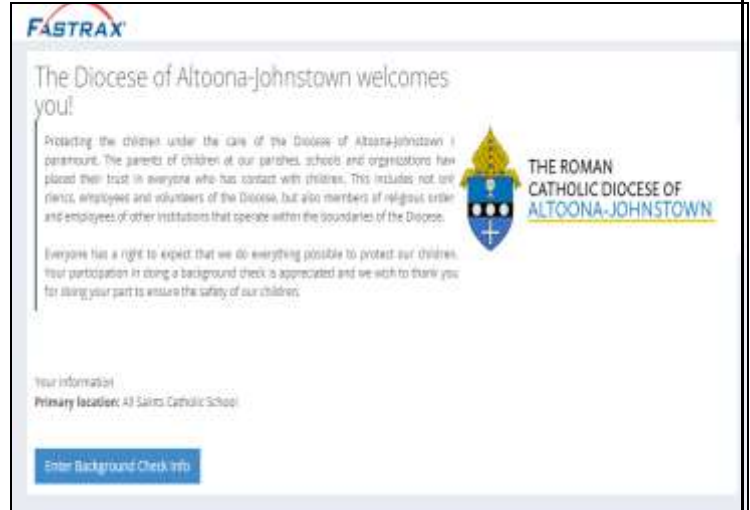 FASTRAX
The Diocese of Altoona-Johnstown welcomes
you!
Protecting the children under the care of the Diocese of Altoona-Johnstown i
paramount. The parents of children at our parishes, schools and organizations hav
placed their trust in everyone who has contact with children. This includes not onl
clerics, employees and volunteers of the Diocese, but also members of religious order
and employees of other institutions that operate within the boundaries of the Diocese.
Everyone has a right to expect that we do everything possible to protect our children.
Your participation in doing a background check is appreciated and we wish to thank you
for doing your part to ensure the safety of our children.
THE ROMAN
CATHOLIC DIOCESE OF
ALTOONA-JOHNSTOWN
Your information
Primary location: All Saints Catholic School
Enter Background Check Info